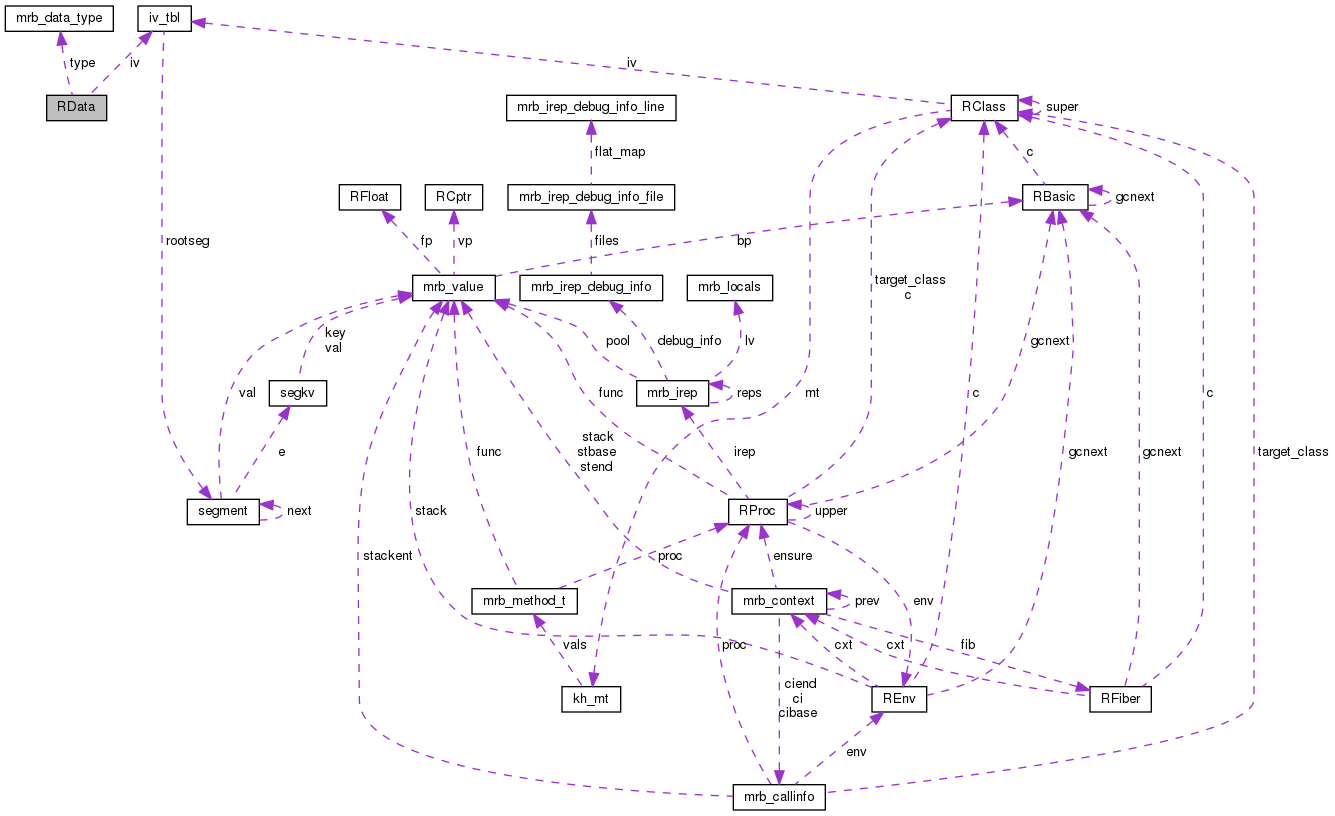 mrb_data_type
iv_tbl
type
iv
iv
RData
mrb_irep_debug_info_line
RClass
super
flat_map
c
RFloat
RCptr
mrb_irep_debug_info_file
RBasic
gcnext
rootseg
fp
vp
files
bp
target_class
c
mrb_value
mrb_irep_debug_info
mrb_locals
key
val
pool
debug_info
lv
gcnext
val
segkv
func
mrb_irep
reps
mt
c
c
e
func
stack
stbase
stend
irep
gcnext
gcnext
target_class
segment
next
stack
RProc
upper
stackent
proc
ensure
mrb_method_t
mrb_context
prev
env
vals
proc
cxt
cxt
fib
kh_mt
ciend
ci
cibase
REnv
RFiber
env
mrb_callinfo